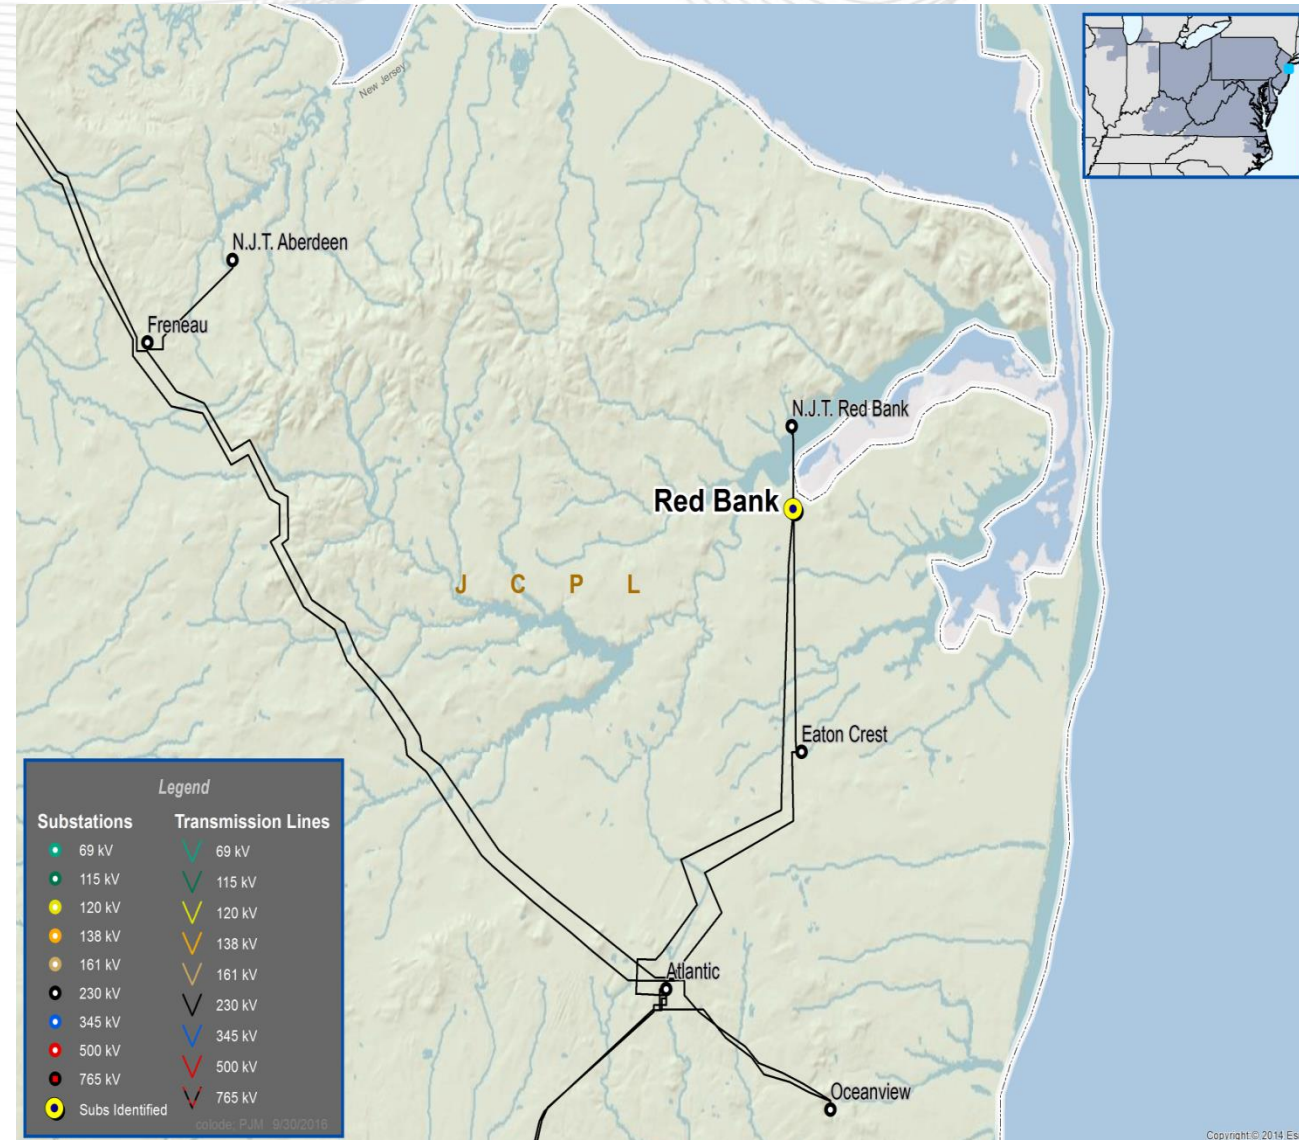 New Jersey
N.J.T. Aberdeen
Freneau
N.J.T. Red Bank
Red Bank
J C P L
Eaton Crest
Atlantic
Oceanview
Legend
Substations
69 kV
115 kV
120 kV
138 kV
161 kV
230 kV
345 kV
500 kV
765 kV
Subs Identified
Transmission Lines
69 kV
115 kV
120 kV
138 kV
161 kV
230 kV
345 kV
500 kV
765 kV
colode; PJM 9/30/2016
Copyright:© 2014 Es